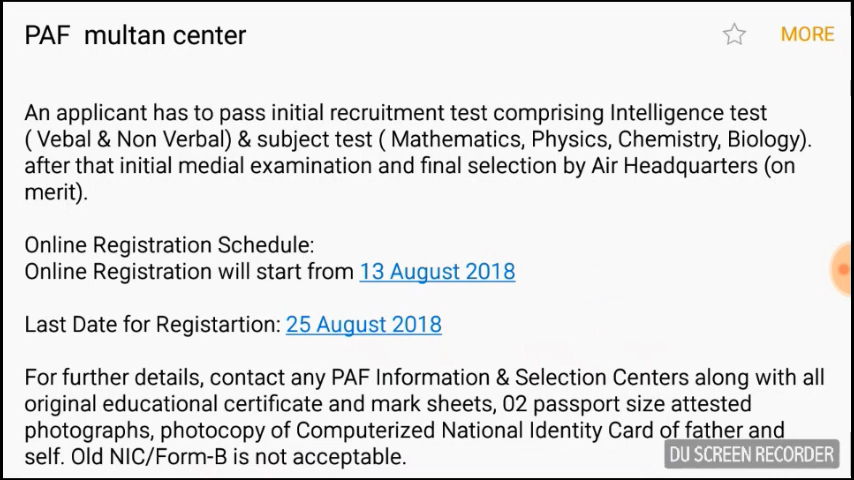 PAF multan center
MORE
An applicant has to pass initial recruitment test comprising Intelligence test
( Vebal & Non Verbal) & subject test ( Mathematics, Physics, Chemistry, Biology).
after that initial medial examination and final selection by Air Headquarters (on
merit).
Online Registration Schedule:
Online Registration will start from 13 August 2018
Last Date for Registartion: 25 August 2018
For further details, contact any PAF Information & Selection Centers along with all
original educational certificate and mark sheets, 02 passport size attested
photographs, photocopy of Computerized National Identity Card of father and
self. Old NIC/Form-B is not acceptable.
DU SCREEN RECORDER